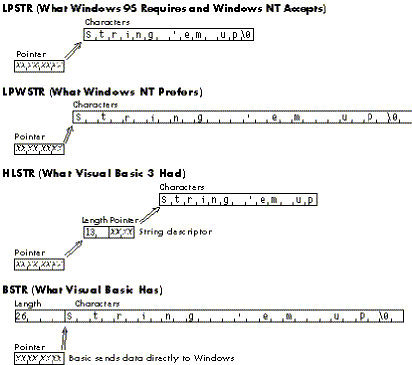 LPSTR (What Windows 95 Requires and Windows NT Accepts)
Characters
S,t,r,i,n,g, ,',e,m, ,u,p,\0
Pointer
xx,xx,xx,xx
LPWSTR (What Windows NT Prefers)
Characters
S, ,t, ,r, ,i, ,n, ,g, , , ,', ,e, ,m, , , ,u, ,p, ,\0,
Pointer
xx,xx,xx,xx
HLSTR (What Visual Basic 3 Had)
Characters
S,t,r,i,n,g, ,',e,m, ,u,p
Length Pointer
13, xx,xx String descriptor
Pointer
xx,xx,xx,xx
BSTR (What Visual Basic Has)
Length Characters
26, S, ,t, ,r, ,i, ,n, ,g, , , ,', ,e, ,m, , , ,u, ,p, ,\0,
Pointer
xx,xx,xx,xx Basic sends data directly to Windows